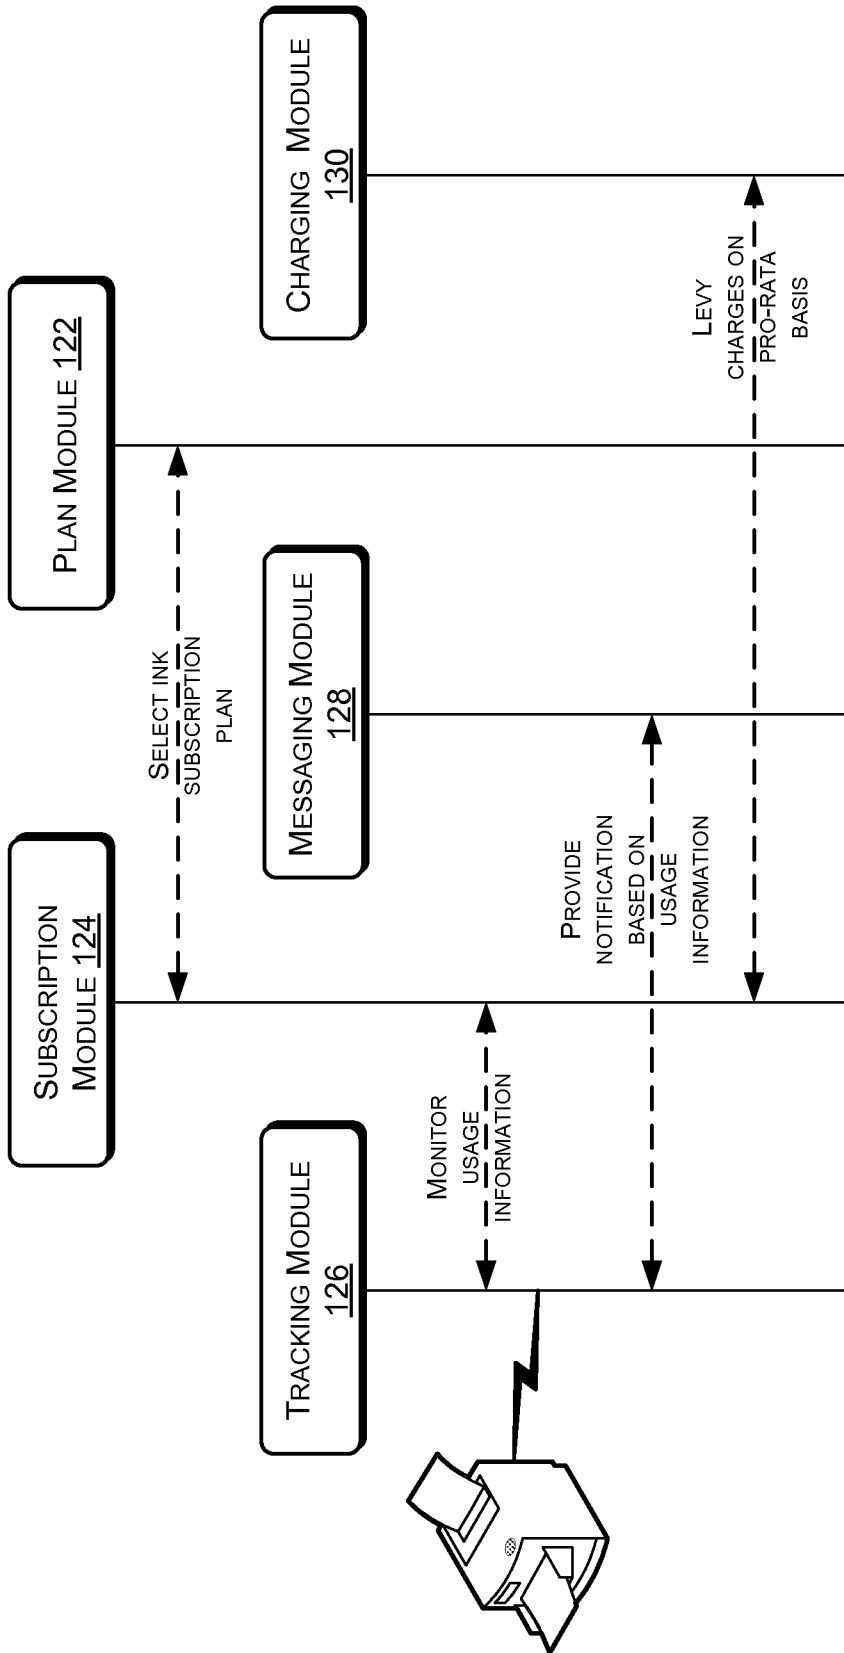 SUBSCRIPTION
MODULE 124
PLAN MODULE 122
TRACKING MODULE
126
MESSAGING MODULE
128
CHARGING MODULE
130
SELECT INK
SUBSCRIPTION
PLAN
MONITOR
USAGE
INFORMATION
PROVIDE
NOTIFICATION
BASED ON
USAGE
INFORMATION
LEVY
CHARGES ON
PRO-RATA
BASIS